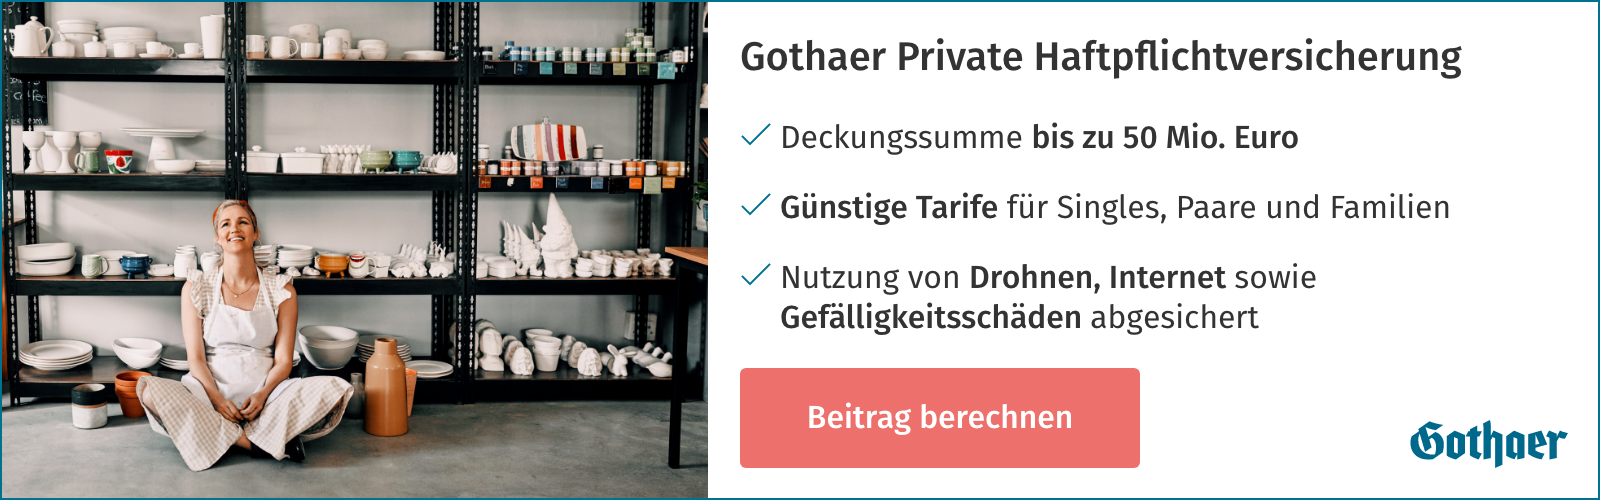 Gothaer Private Haftpflichtversicherung
Deckungssumme bis zu 50 Mio. Euro
Günstige Tarife für Singles, Paare und Familien
Nutzung von Drohnen, Internet sowie
Gefälligkeitsschäden abgesichert
Beitrag berechnen
Gothaer